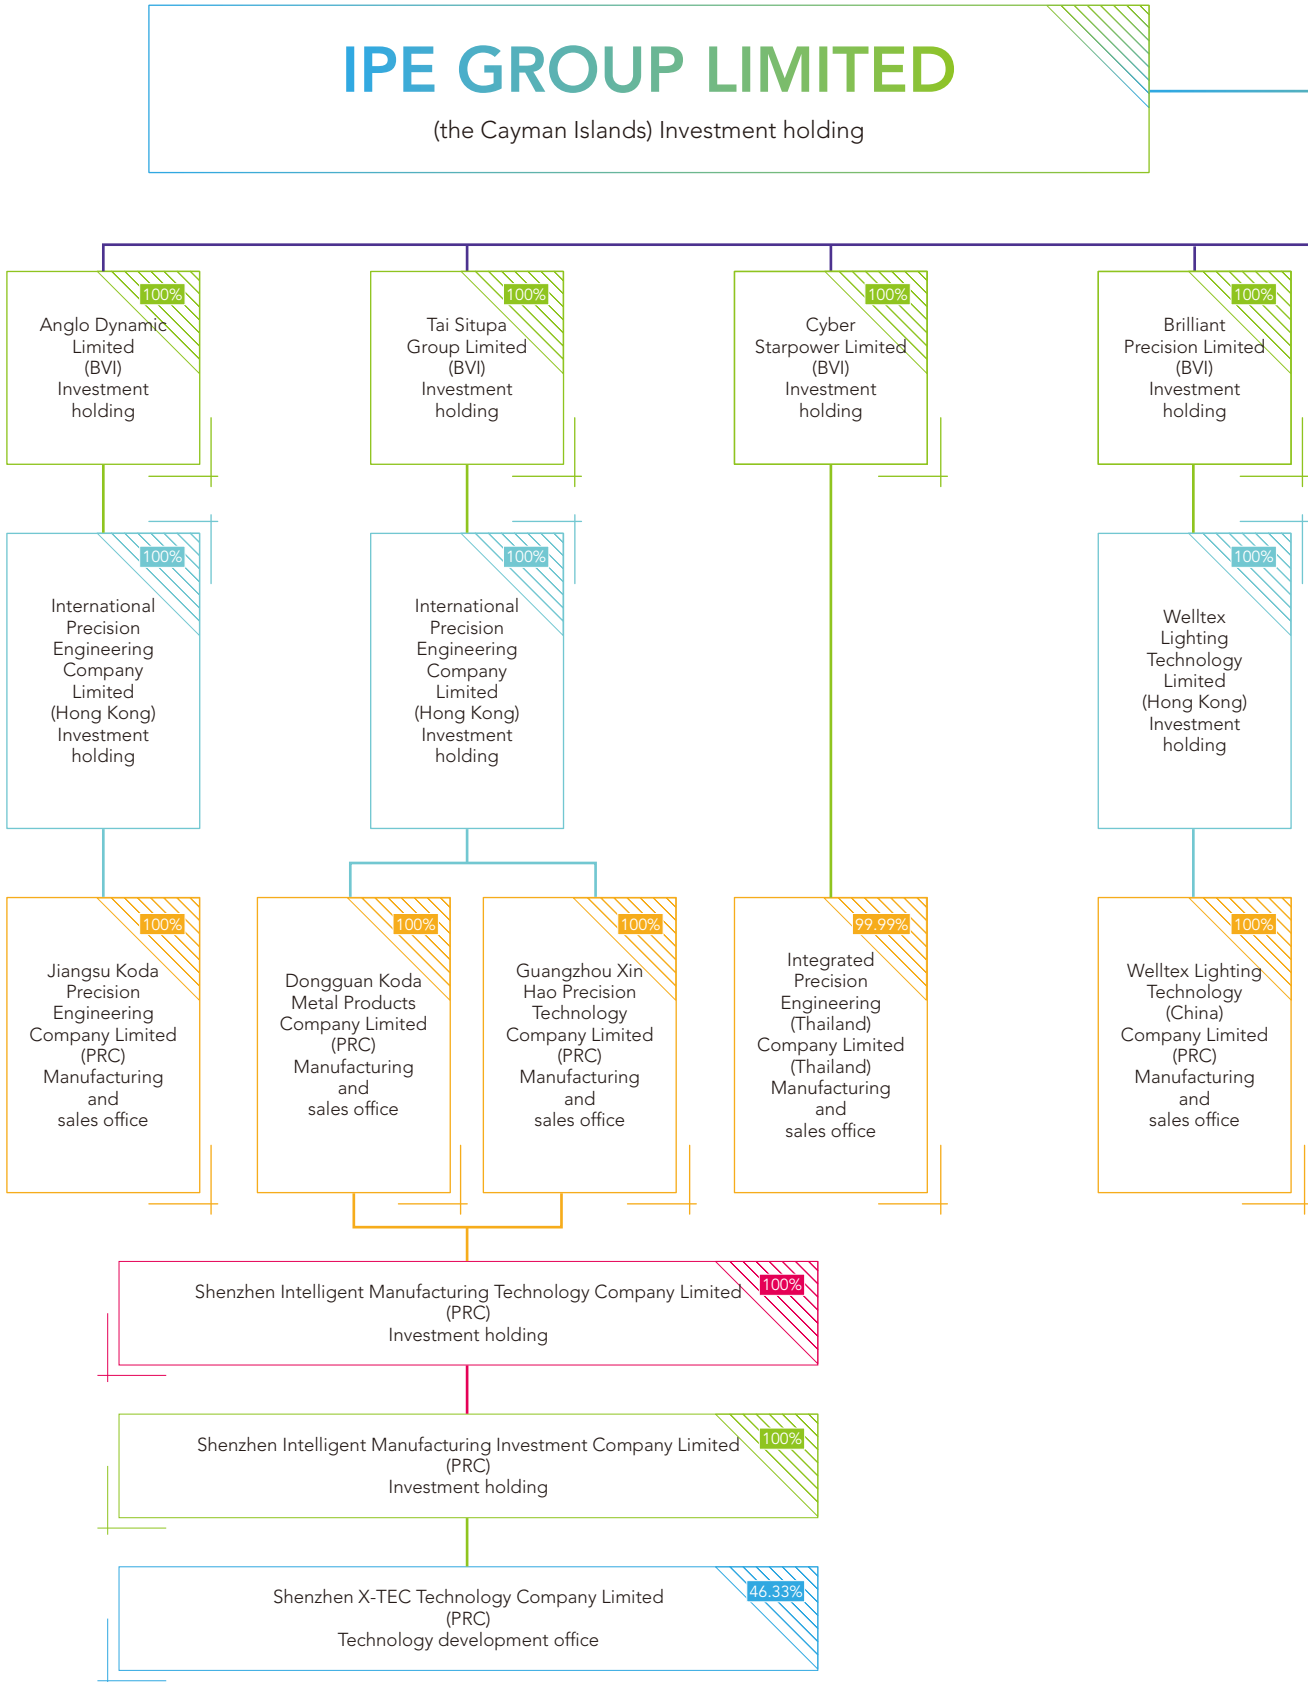 IPE GROUP LIMITED
(the Cayman Islands) Investment holding
100%
Anglo Dynamic
Limited
(BVI)
Investment
holding
100%
Tai Situpa
Group Limited
(BVI)
Investment
holding
100%
Cyber
Starpower Limited
(BVI)
Investment
holding
100%
Brilliant
Precision Limited
(BVI)
Investment
holding
100%
International
Precision
Engineering
Company
Limited
(Hong Kong)
Investment
holding
100%
International
Precision
Engineering
Company
Limited
(Hong Kong)
Investment
holding
100%
Welltex
Lighting
Technology
Limited
(Hong Kong)
Investment
holding
100%
Jiangsu Koda
Precision
Engineering
Company Limited
(PRC)
Manufacturing
and
sales office
100%
Dongguan Koda
Metal Products
Company Limited
(PRC)
Manufacturing
and
sales office
100%
Guangzhou Xin
Hao Precision
Technology
Company Limited
(PRC)
Manufacturing
and
sales office
99.99%
Integrated
Precision
Engineering
(Thailand)
Company Limited
(Thailand)
Manufacturing
and
sales office
100%
Welltex Lighting
Technology
(China)
Company Limited
(PRC)
Manufacturing
and
sales office
100%
Shenzhen Intelligent Manufacturing Technology Company Limited
(PRC)
Investment holding
100%
Shenzhen Intelligent Manufacturing Investment Company Limited
(PRC)
Investment holding
46.33%
Shenzhen X-TEC Technology Company Limited
(PRC)
Technology development office